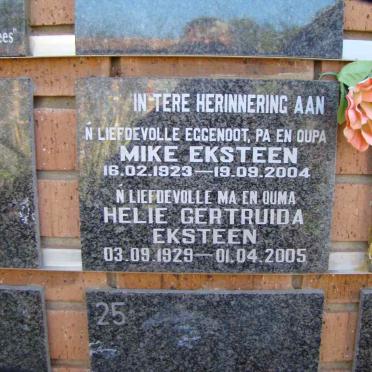 ees"
IN TERE HERINNERING AAN
'N LIEFDEVOLLE EGGENOOT, PA EN OUPA
MIKE EKSTEEN
16.02.1923—19.09.2004
'N LIEFDEVOLLE MA EN OUMA
HELIE GERTRUIDA
EKSTEEN
03.09.1929—01.04.2005
25